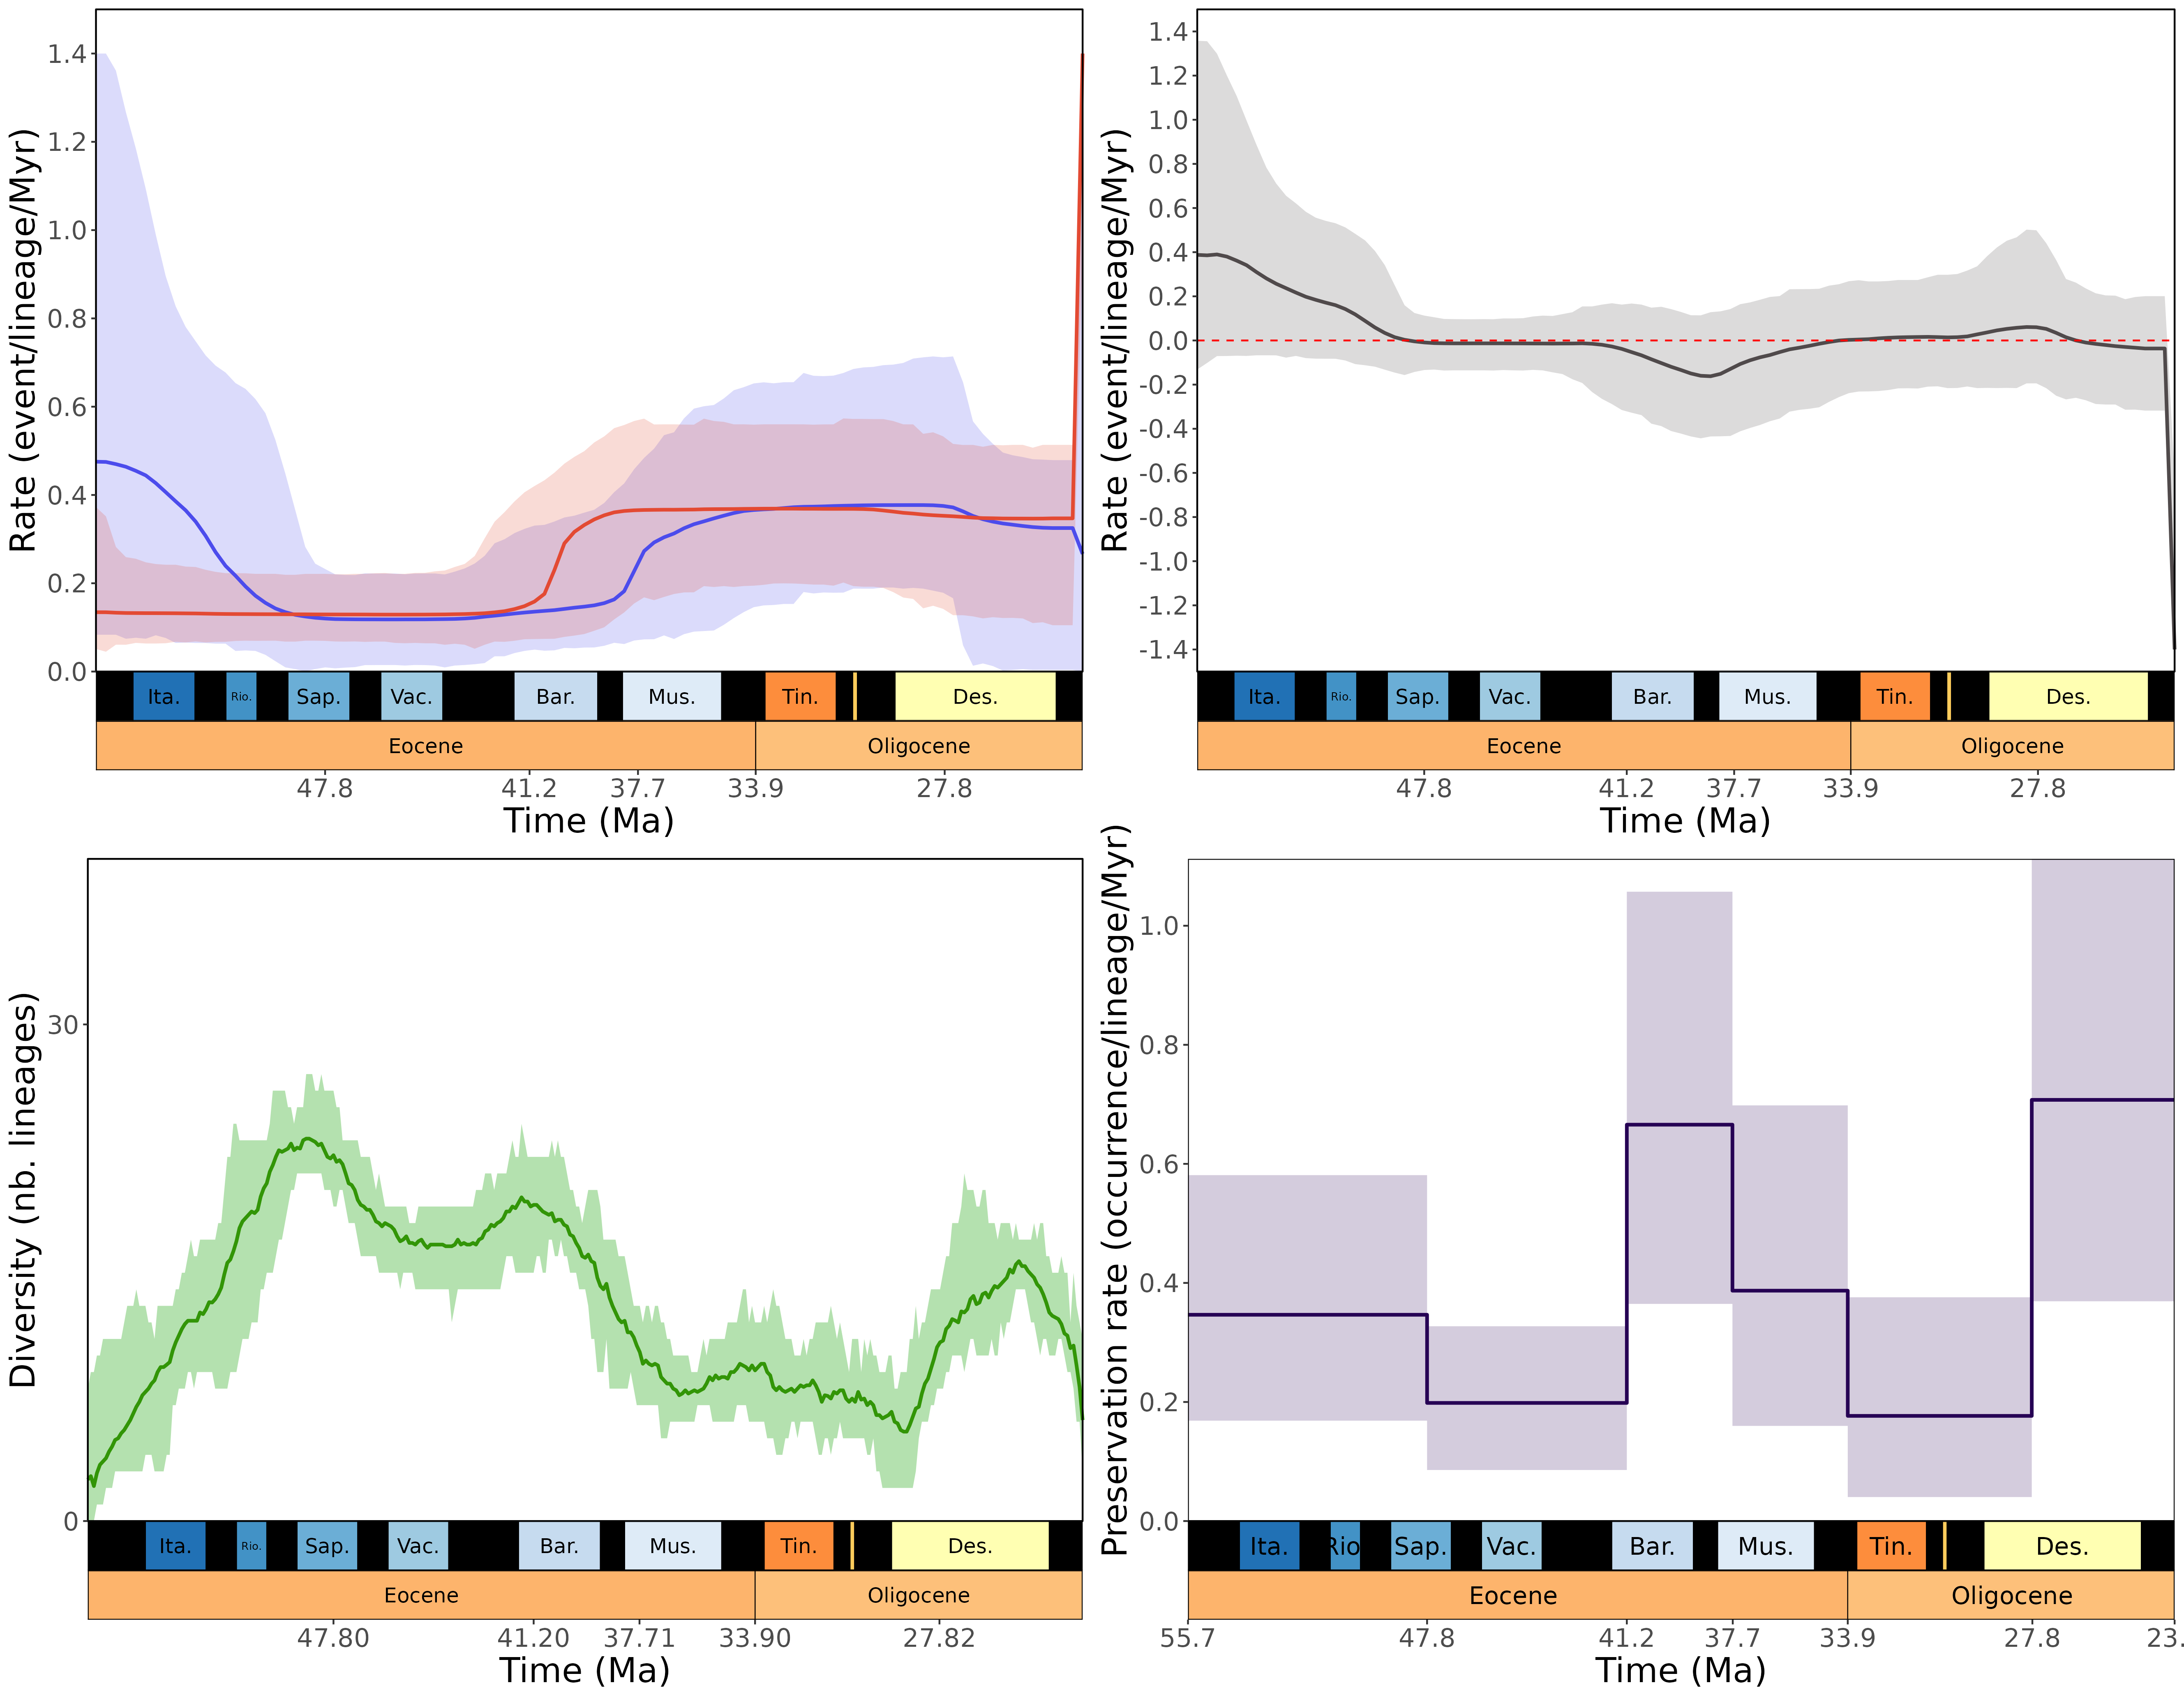 Rate (event/lineage/Myr)
1.4
1.2
1.0
0.8
0.6
0.4
0.2
0.0
Ita. Rio. Sap. Vac. Bar. Mus. Tin. Des.
Eocene Oligocene
47.8 41.2 37.7 33.9 27.8
Time (Ma)
Rate (event/lineage/Myr)
1.4
1.2
1.0
0.8
0.6
0.4
0.2
0.0
-0.2
-0.4
-0.6
-0.8
-1.0
-1.2
-1.4
Ita. Rio. Sap. Vac. Bar. Mus. Tin. Des.
Eocene Oligocene
47.8 41.2 37.7 33.9 27.8
Time (Ma)
Diversity (nb. lineages)
30
0
Ita. Rio. Sap. Vac. Bar. Mus. Tin. Des.
Eocene Oligocene
47.80 41.20 37.71 33.90 27.82
Time (Ma)
Preservation rate (occurrence/lineage/Myr)
1.0
0.8
0.6
0.4
0.2
0.0
Ita. Rio Sap. Vac. Bar. Mus. Tin. Des.
Eocene Oligocene
55.7 47.8 41.2 37.7 33.9 27.8 23.
Time (Ma)